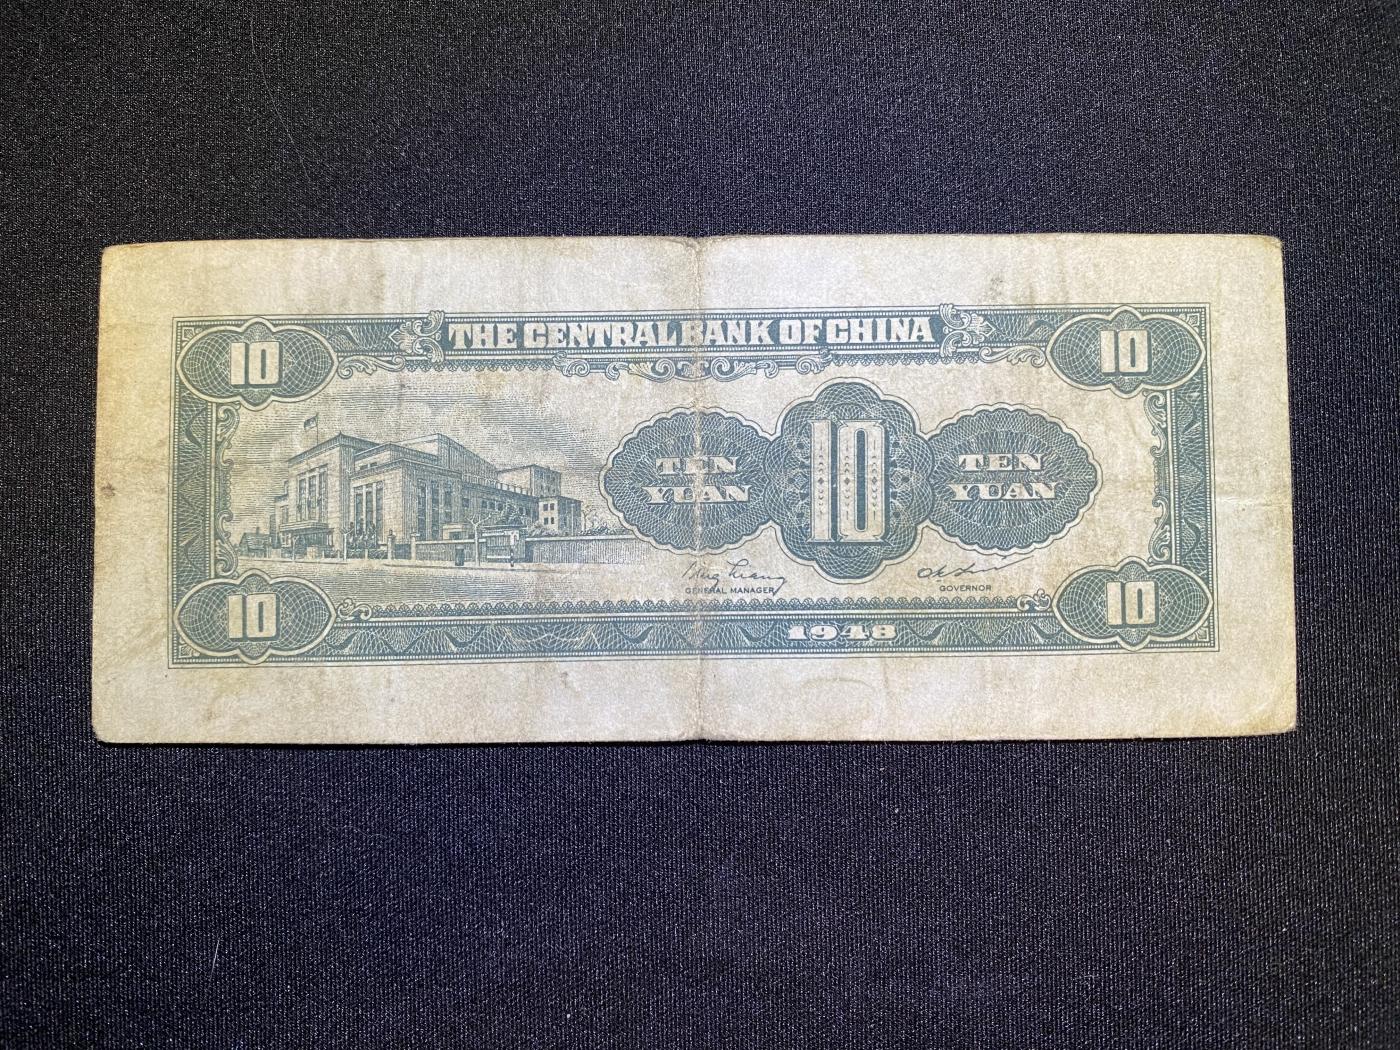 THE CENTRAL BANK OF CHINA
10
10
TEN
YUAN
10
TEN
YUAN
GENERAL MANAGER
GOVERNOR
10
1948
10